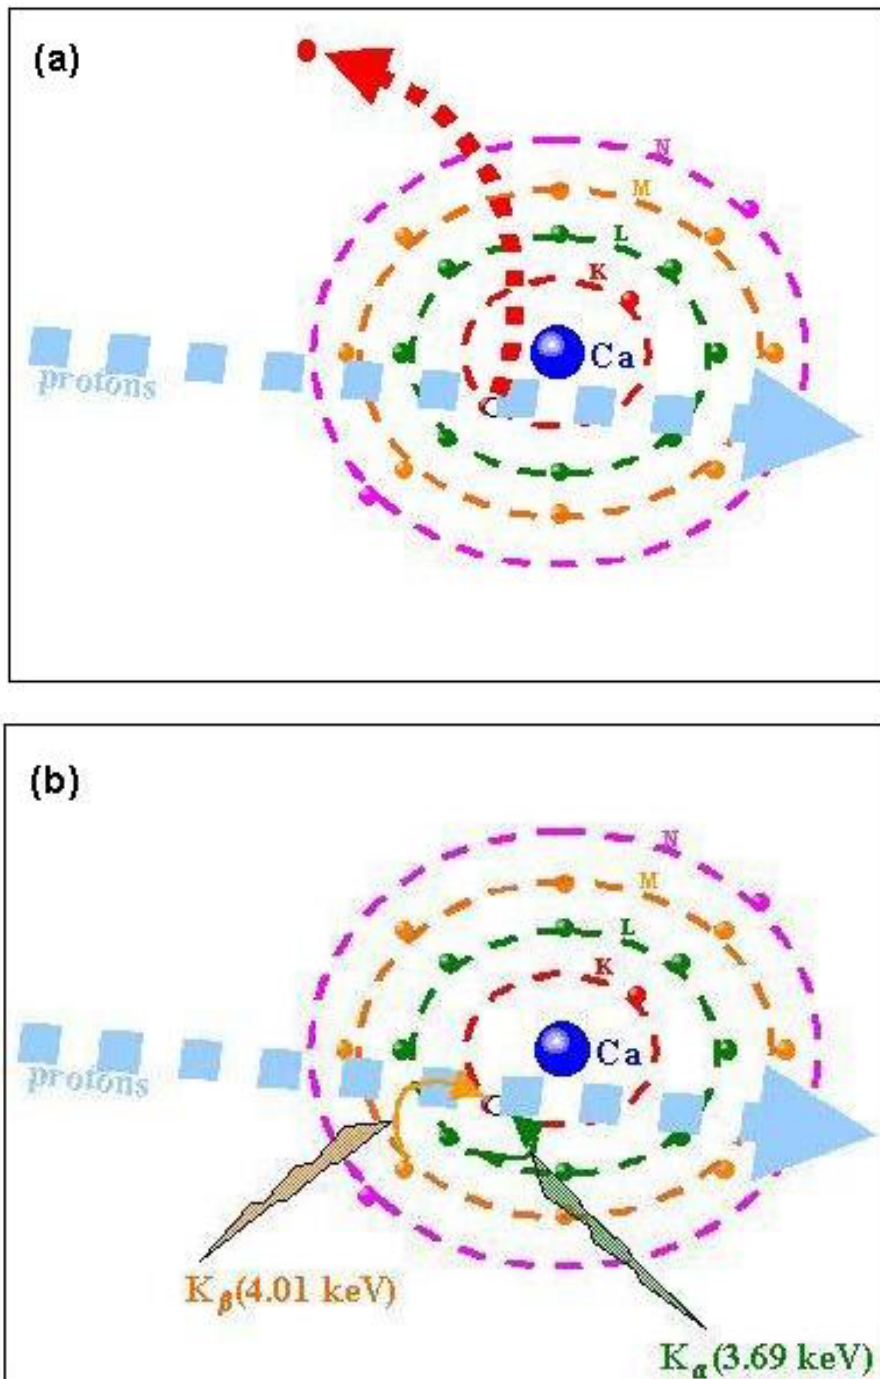 (a)
N
M
L
K
Ca
protons
(b)
N
M
L
K
Ca
protons
Kβ(4.01 keV)
Kα(3.69 keV)